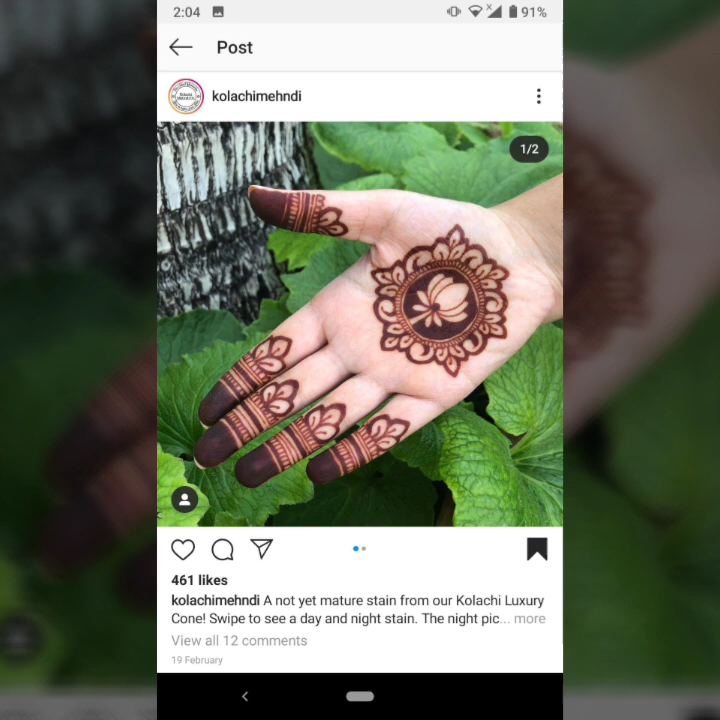 2:04
91%
Post
kolachimehndi
1/2
461 likes
kolachimehndi A not yet mature stain from our Kolachi Luxury
Cone! Swipe to see a day and night stain. The night pic... more
View all 12 comments
19 February